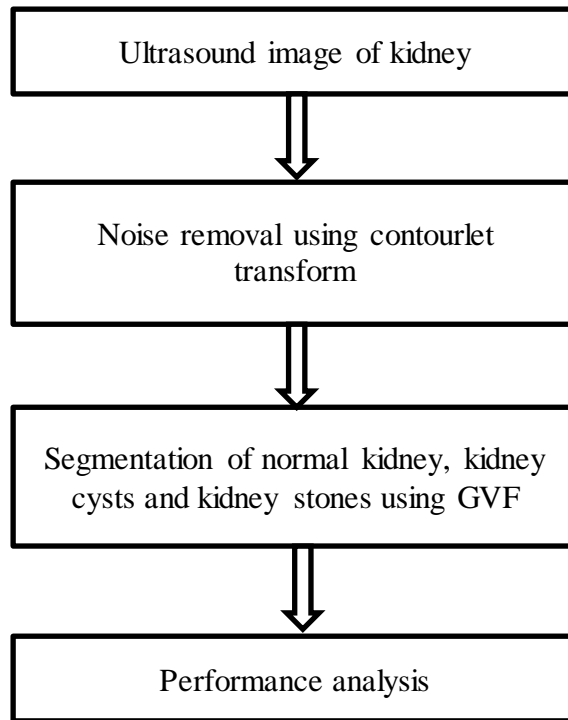 Ultrasound image of kidney
Noise removal using contourlet
transform
Segmentation of normal kidney, kidney
cysts and kidney stones using GVF
Performance analysis